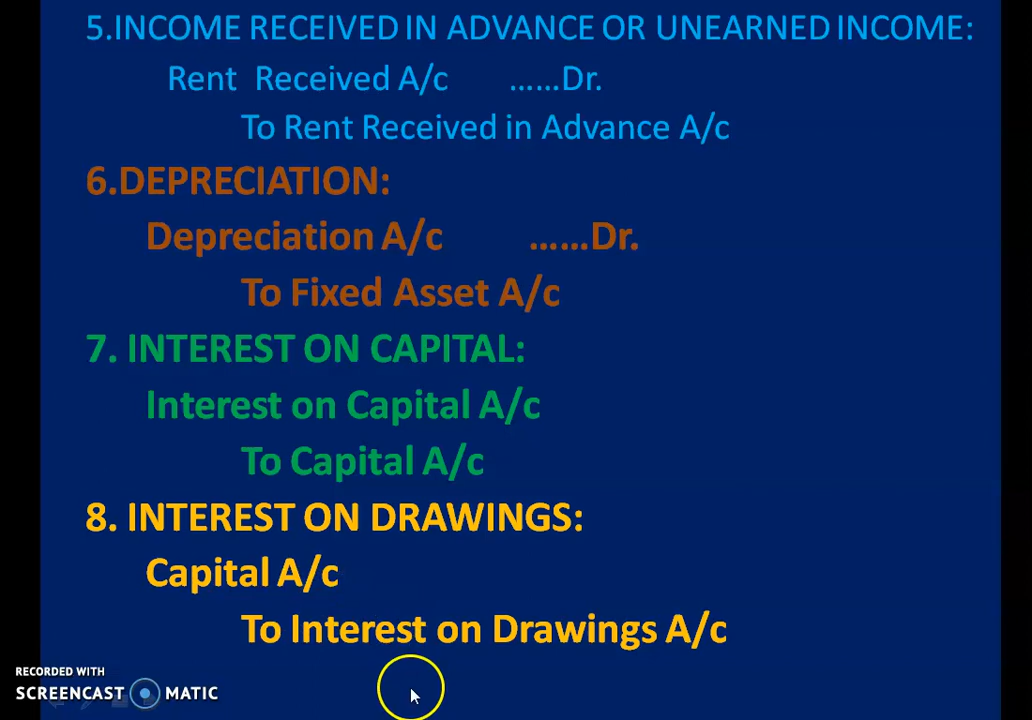 5.INCOME RECEIVED IN ADVANCE OR UNEARNED INCOME:
Rent Received A/c ......Dr.
To Rent Received in Advance A/c
6.DEPRECIATION:
Depreciation A/c ......Dr.
To Fixed Asset A/c
7. INTEREST ON CAPITAL:
Interest on Capital A/c
To Capital A/c
8. INTEREST ON DRAWINGS:
Capital A/c
To Interest on Drawings A/c
RECORDED WITH
SCREENCAST MATIC